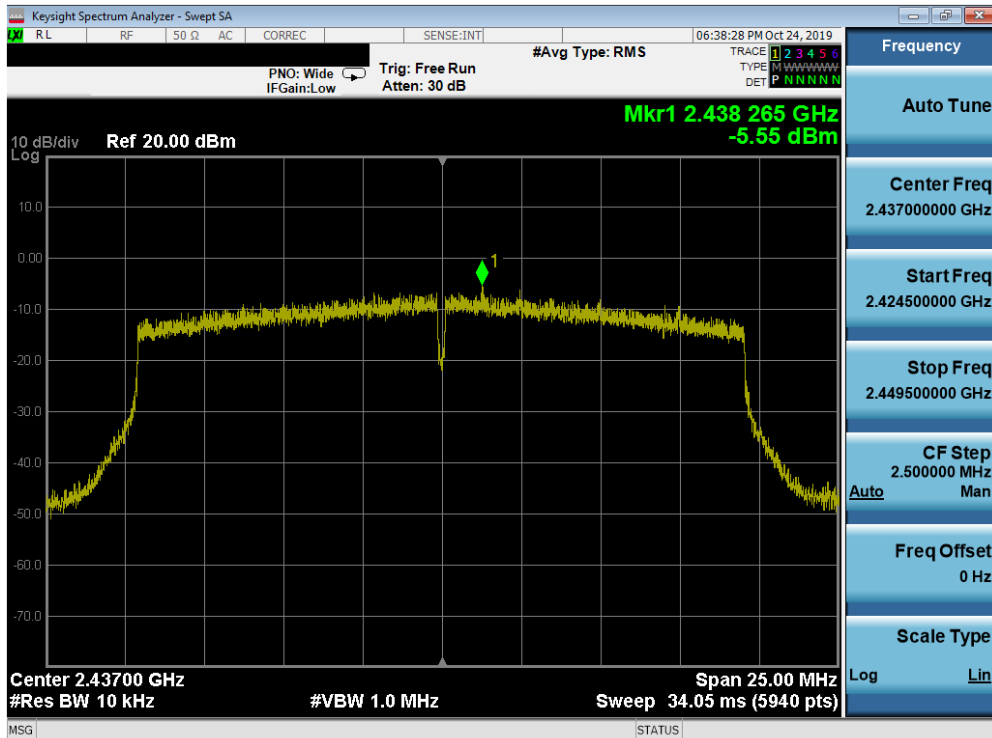 Keysight Spectrum Analyzer - Swept SA
LXI RL RF 50 Ω AC CORREC SENSE:INT 06:38:28 PM Oct 24, 2019
#Avg Type: RMS
TRACE 1 2 3 4 5 6
PNO: Wide Trig: Free Run TYPE M WWWWW
IFGain:Low Atten: 30 dB DET P N N N N N
Mkr1 2.438 265 GHz
-5.55 dBm
10 dB/div Ref 20.00 dBm
Log
10.0
0.00
1
-10.0
-20.0
-30.0
-40.0
-50.0
-60.0
-70.0
Center 2.43700 GHz Span 25.00 MHz
#Res BW 10 kHz #VBW 1.0 MHz Sweep 34.05 ms (5940 pts)
MSG STATUS
Frequency
Auto Tune
Center Freq
2.437000000 GHz
Start Freq
2.424500000 GHz
Stop Freq
2.449500000 GHz
CF Step
2.500000 MHz
Auto Man
Freq Offset
0 Hz
Scale Type
Log Lin